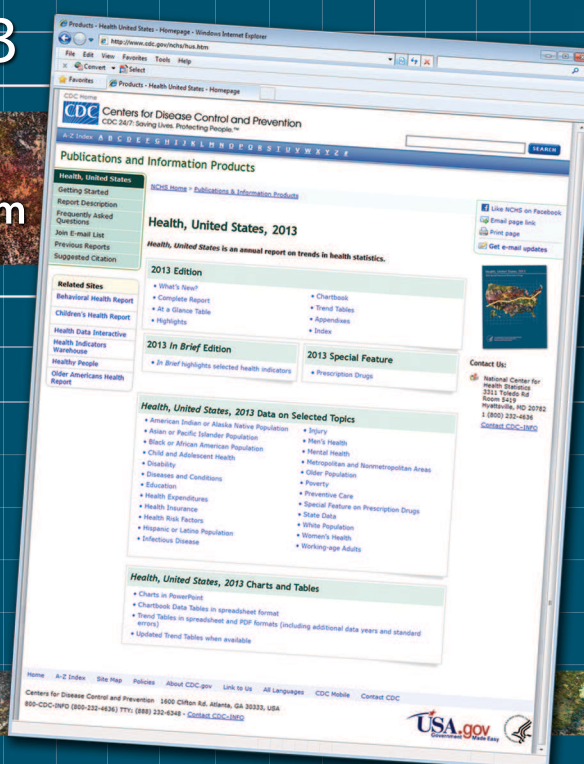 3
m
Products - Health United States - Homepage - Windows Internet Explorer
http://www.cdc.gov/nchs/hus.htm
File Edit View Favorites Tools Help
Convert Select
Favorites Products - Health United States - Homepage
CDC Home
CDC Centers for Disease Control and Prevention
CDC 24/7: Saving Lives. Protecting People.™
SEARCH
A-Z Index A B C D E F G H I J K L M N O P Q R S T U V W X Y Z #
Publications and Information Products
Health, United States
Getting Started
Report Description
Frequently Asked
Questions
Join E-mail List
Previous Reports
Suggested Citation
Related Sites
Behavioral Health Report
Children's Health Report
Health Data Interactive
Health Indicators
Warehouse
Healthy People
Older Americans Health
Report
NCHS Home > Publications & Information Products
Health, United States, 2013
Health, United States is an annual report on trends in health statistics.
2013 Edition
• What's New?
• Complete Report
• At a Glance Table
• Highlights
• Chartbook
• Trend Tables
• Appendixes
• Index
2013 In Brief Edition
• In Brief highlights selected health indicators
2013 Special Feature
• Prescription Drugs
Health, United States, 2013 Data on Selected Topics
• American Indian or Alaska Native Population
• Asian or Pacific Islander Population
• Black or African American Population
• Child and Adolescent Health
• Disability
• Diseases and Conditions
• Education
• Health Expenditures
• Health Insurance
• Health Risk Factors
• Hispanic or Latino Population
• Infectious Disease
• Injury
• Men's Health
• Mental Health
• Metropolitan and Nonmetropolitan Areas
• Older Population
• Poverty
• Preventive Care
• Special Feature on Prescription Drugs
• State Data
• White Population
• Women's Health
• Working-age Adults
Health, United States, 2013 Charts and Tables
• Charts in PowerPoint
• Chartbook Data Tables in spreadsheet format
• Trend Tables in spreadsheet and PDF formats (including additional data years and standard
errors)
• Updated Trend Tables when available
Like NCHS on Facebook
Email page link
Print page
Get e-mail updates
Contact Us:
National Center for
Health Statistics
3311 Toledo Rd
Room 5419
Hyattsville, MD 20782
1 (800) 232-4636
Contact CDC-INFO
Home A-Z Index Site Map Policies About CDC.gov Link to Us All Languages CDC Mobile Contact CDC
Centers for Disease Control and Prevention 1600 Clifton Rd. Atlanta, GA 30333, USA
800-CDC-INFO (800-232-4636) TTY: (888) 232-6348 - Contact CDC-INFO
USA.gov
Government Made Easy